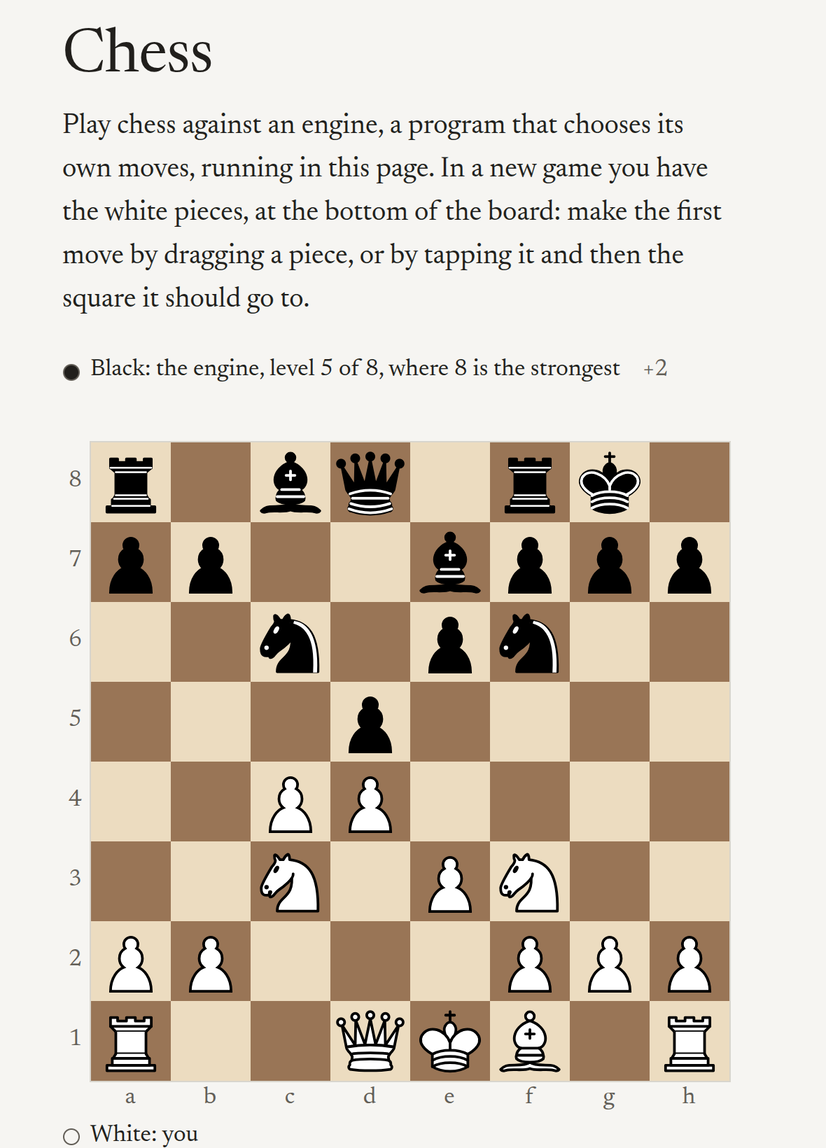 Chess
Play chess against an engine, a program that chooses its
own moves, running in this page. In a new game you have
the white pieces, at the bottom of the board: make the first
move by dragging a piece, or by tapping it and then the
square it should go to.
Black: the engine, level 5 of 8, where 8 is the strongest +2
8
7
6
5
4
3
2
1
a b c d e f g h
White: you